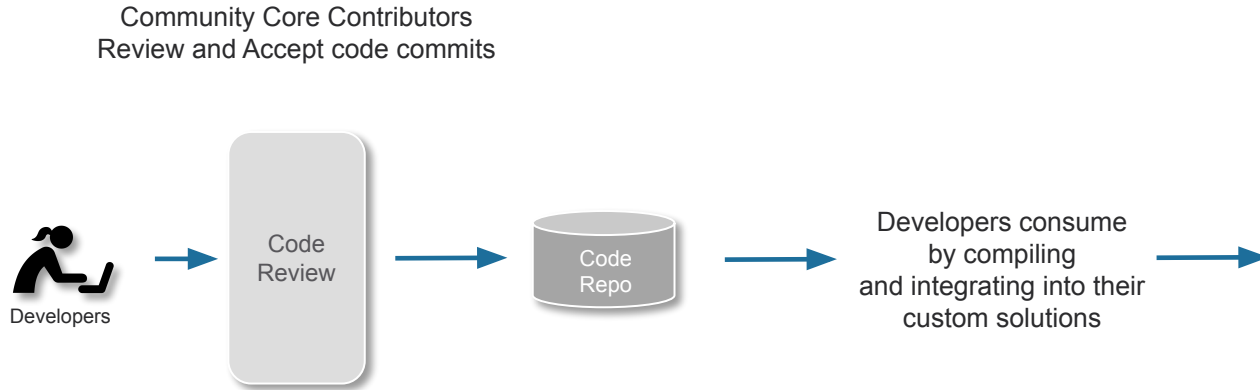 Community Core Contributors
Review and Accept code commits
Developers
Code
Review
Code
Repo
Developers consume
by compiling
and integrating into their
custom solutions